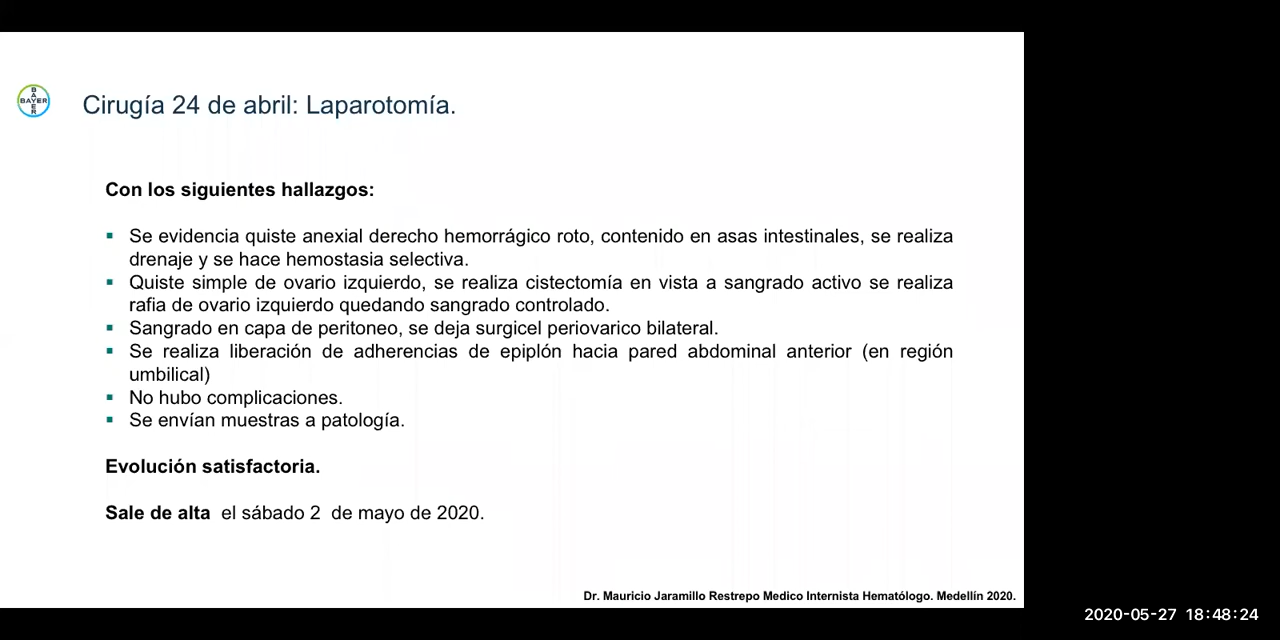 BAYER
Cirugía 24 de abril: Laparotomía.
Con los siguientes hallazgos:
Se evidencia quiste anexial derecho hemorrágico roto, contenido en asas intestinales, se realiza
drenaje y se hace hemostasia selectiva.
Quiste simple de ovario izquierdo, se realiza cistectomía en vista a sangrado activo se realiza
rafia de ovario izquierdo quedando sangrado controlado.
Sangrado en capa de peritoneo, se deja surgicel periovarico bilateral.
Se realiza liberación de adherencias de epiplón hacia pared abdominal anterior (en región
umbilical)
No hubo complicaciones.
Se envían muestras a patología.
Evolución satisfactoria.
Sale de alta el sábado 2 de mayo de 2020.
Dr. Mauricio Jaramillo Restrepo Medico Internista Hematólogo. Medellín 2020.
2020-05-27 18:48:24